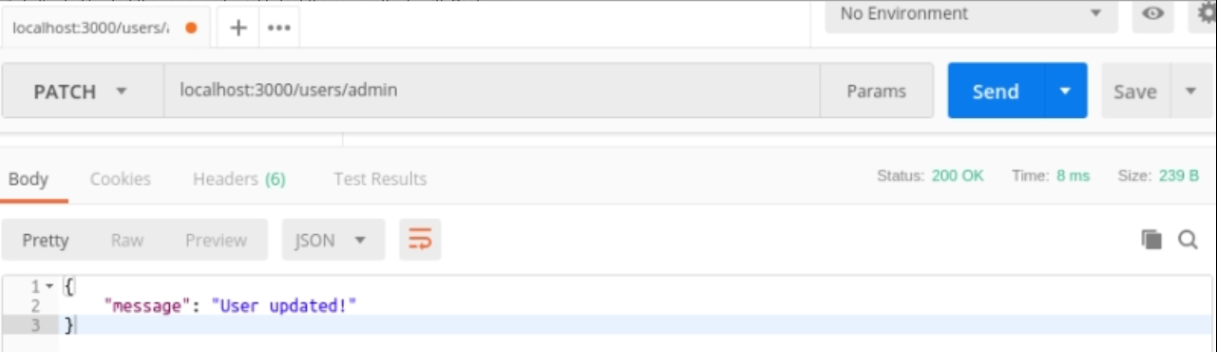 localhost:3000/users/a
No Environment
PATCH localhost:3000/users/admin Params Send Save
Body Cookies Headers (6) Test Results Status: 200 OK Time: 8 ms Size: 239 B
Pretty Raw Preview JSON
1 {
2 "message": "User updated!"
3 }